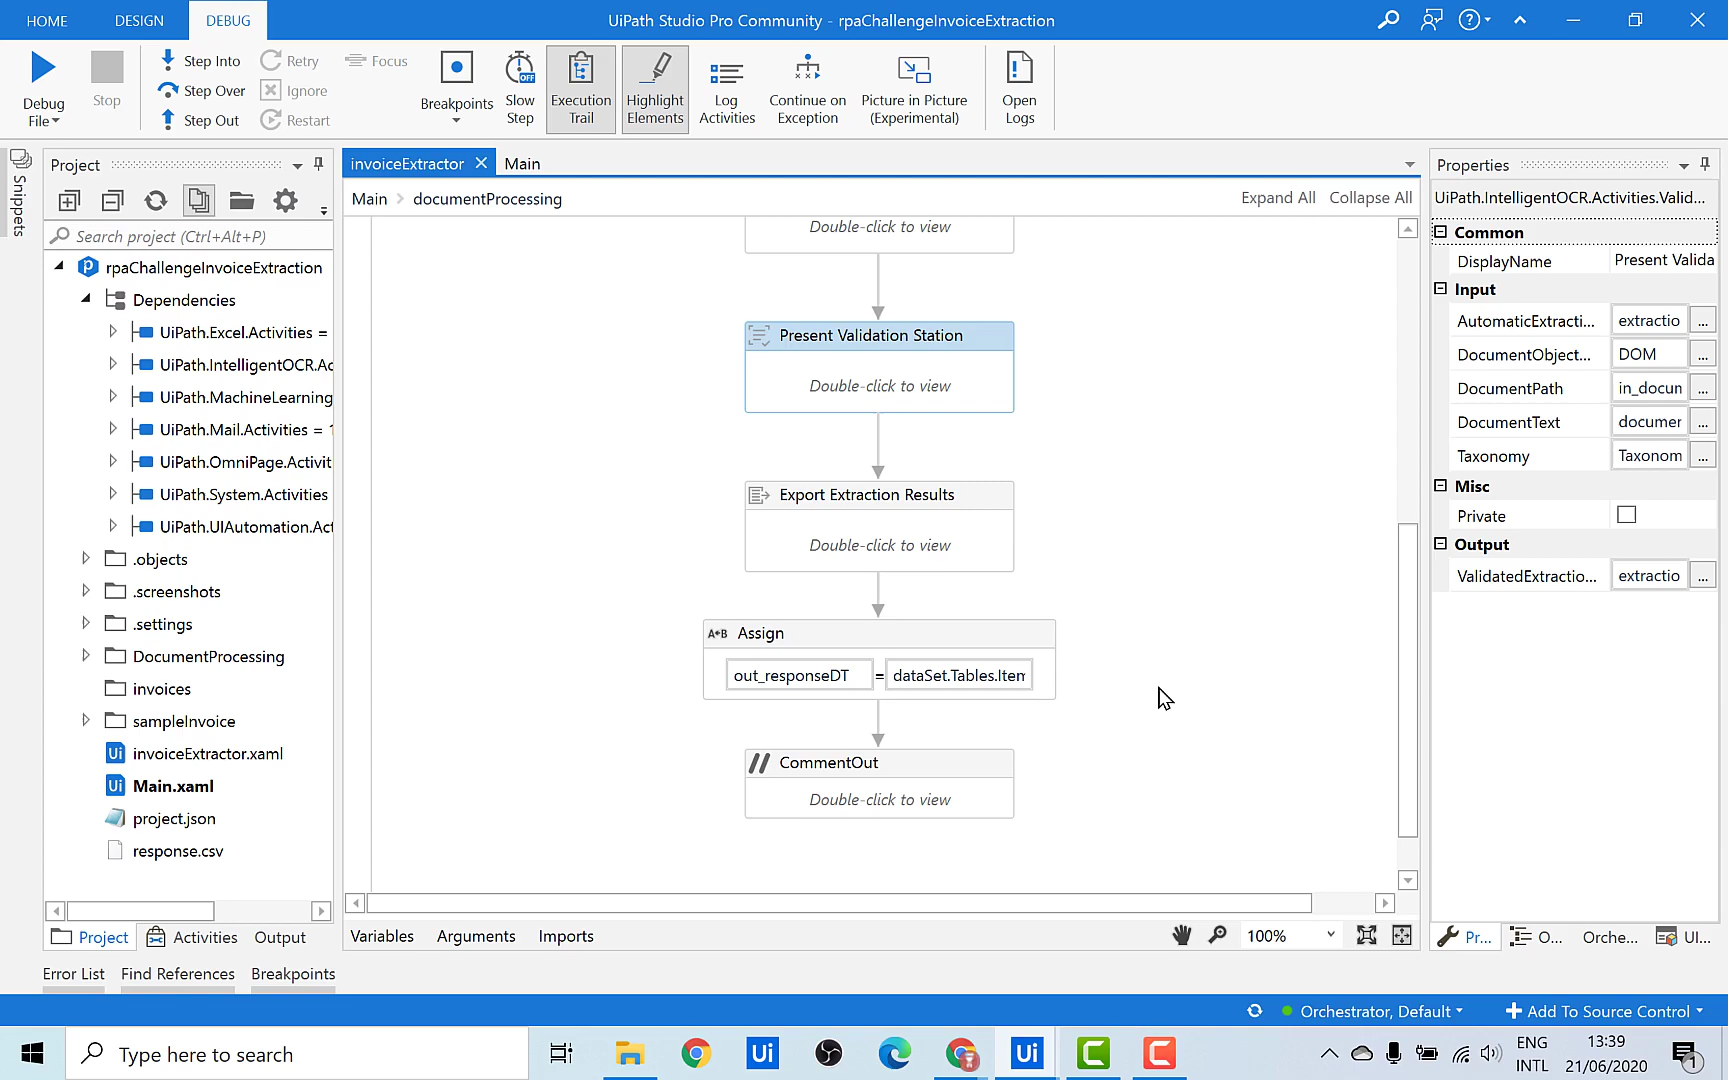 HOME DESIGN DEBUG UiPath Studio Pro Community - rpaChallengeInvoiceExtraction
Debug File
Stop
Step Into
Step Over
Step Out
Retry
Ignore
Restart
Focus
Breakpoints
OFF
Slow Step
Execution Trail
Highlight Elements
Log Activities
Continue on Exception
Picture in Picture (Experimental)
Open Logs
Snippets
Project
Search project (Ctrl+Alt+P)
rpaChallengeInvoiceExtraction
Dependencies
UiPath.Excel.Activities =
UiPath.IntelligentOCR.Ac
UiPath.MachineLearning
UiPath.Mail.Activities = 1
UiPath.OmniPage.Activit
UiPath.System.Activities
UiPath.UIAutomation.Act
.objects
.screenshots
.settings
DocumentProcessing
invoices
sampleInvoice
Ui invoiceExtractor.xaml
Ui Main.xaml
project.json
response.csv
Project Activities Output
invoiceExtractor Main
Main documentProcessing Expand All Collapse All
Double-click to view
Present Validation Station
Double-click to view
Export Extraction Results
Double-click to view
A+B Assign
out_responseDT = dataSet.Tables.Item
// CommentOut
Double-click to view
Variables Arguments Imports 100%
Properties
UiPath.IntelligentOCR.Activities.Valid...
Common
DisplayName Present Valida
Input
AutomaticExtracti... extractio ...
DocumentObject... DOM ...
DocumentPath in_docun ...
DocumentText documer ...
Taxonomy Taxonom ...
Misc
Private
Output
ValidatedExtractio... extractio ...
Pr... O... Orche... UI...
Error List Find References Breakpoints
Orchestrator, Default Add To Source Control
Type here to search
Ui Ui
ENG INTL
13:39
21/06/2020
1